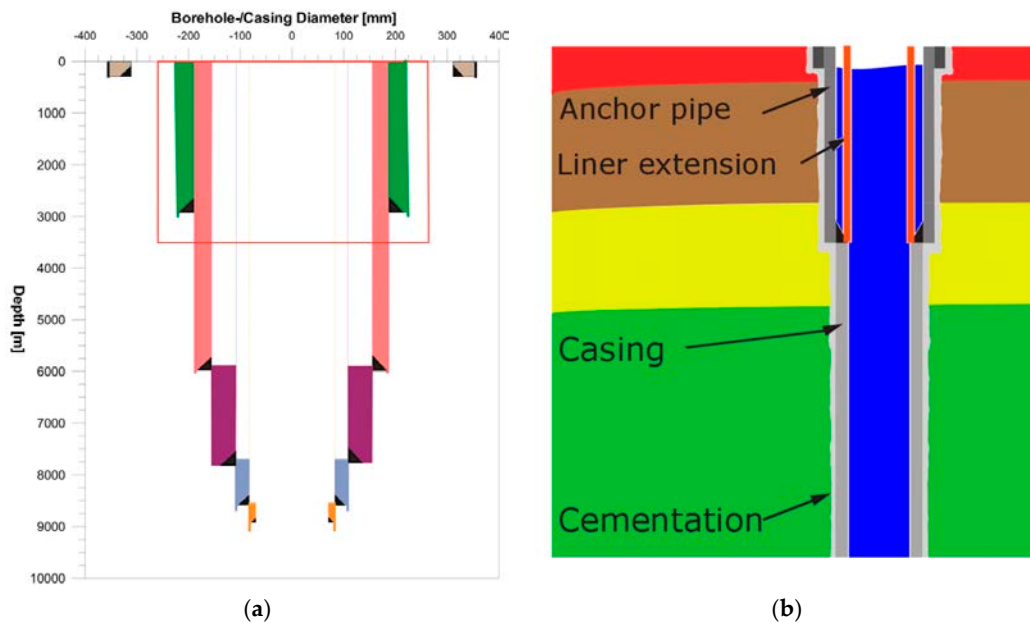 Borehole-/Casing Diameter [mm]
-400 -300 -200 -100 0 100 200 300 400
0
1000
2000
3000
4000
5000
6000
7000
8000
9000
10000
Depth [m]
Anchor pipe
Liner extension
Casing
Cementation
(a) (b)